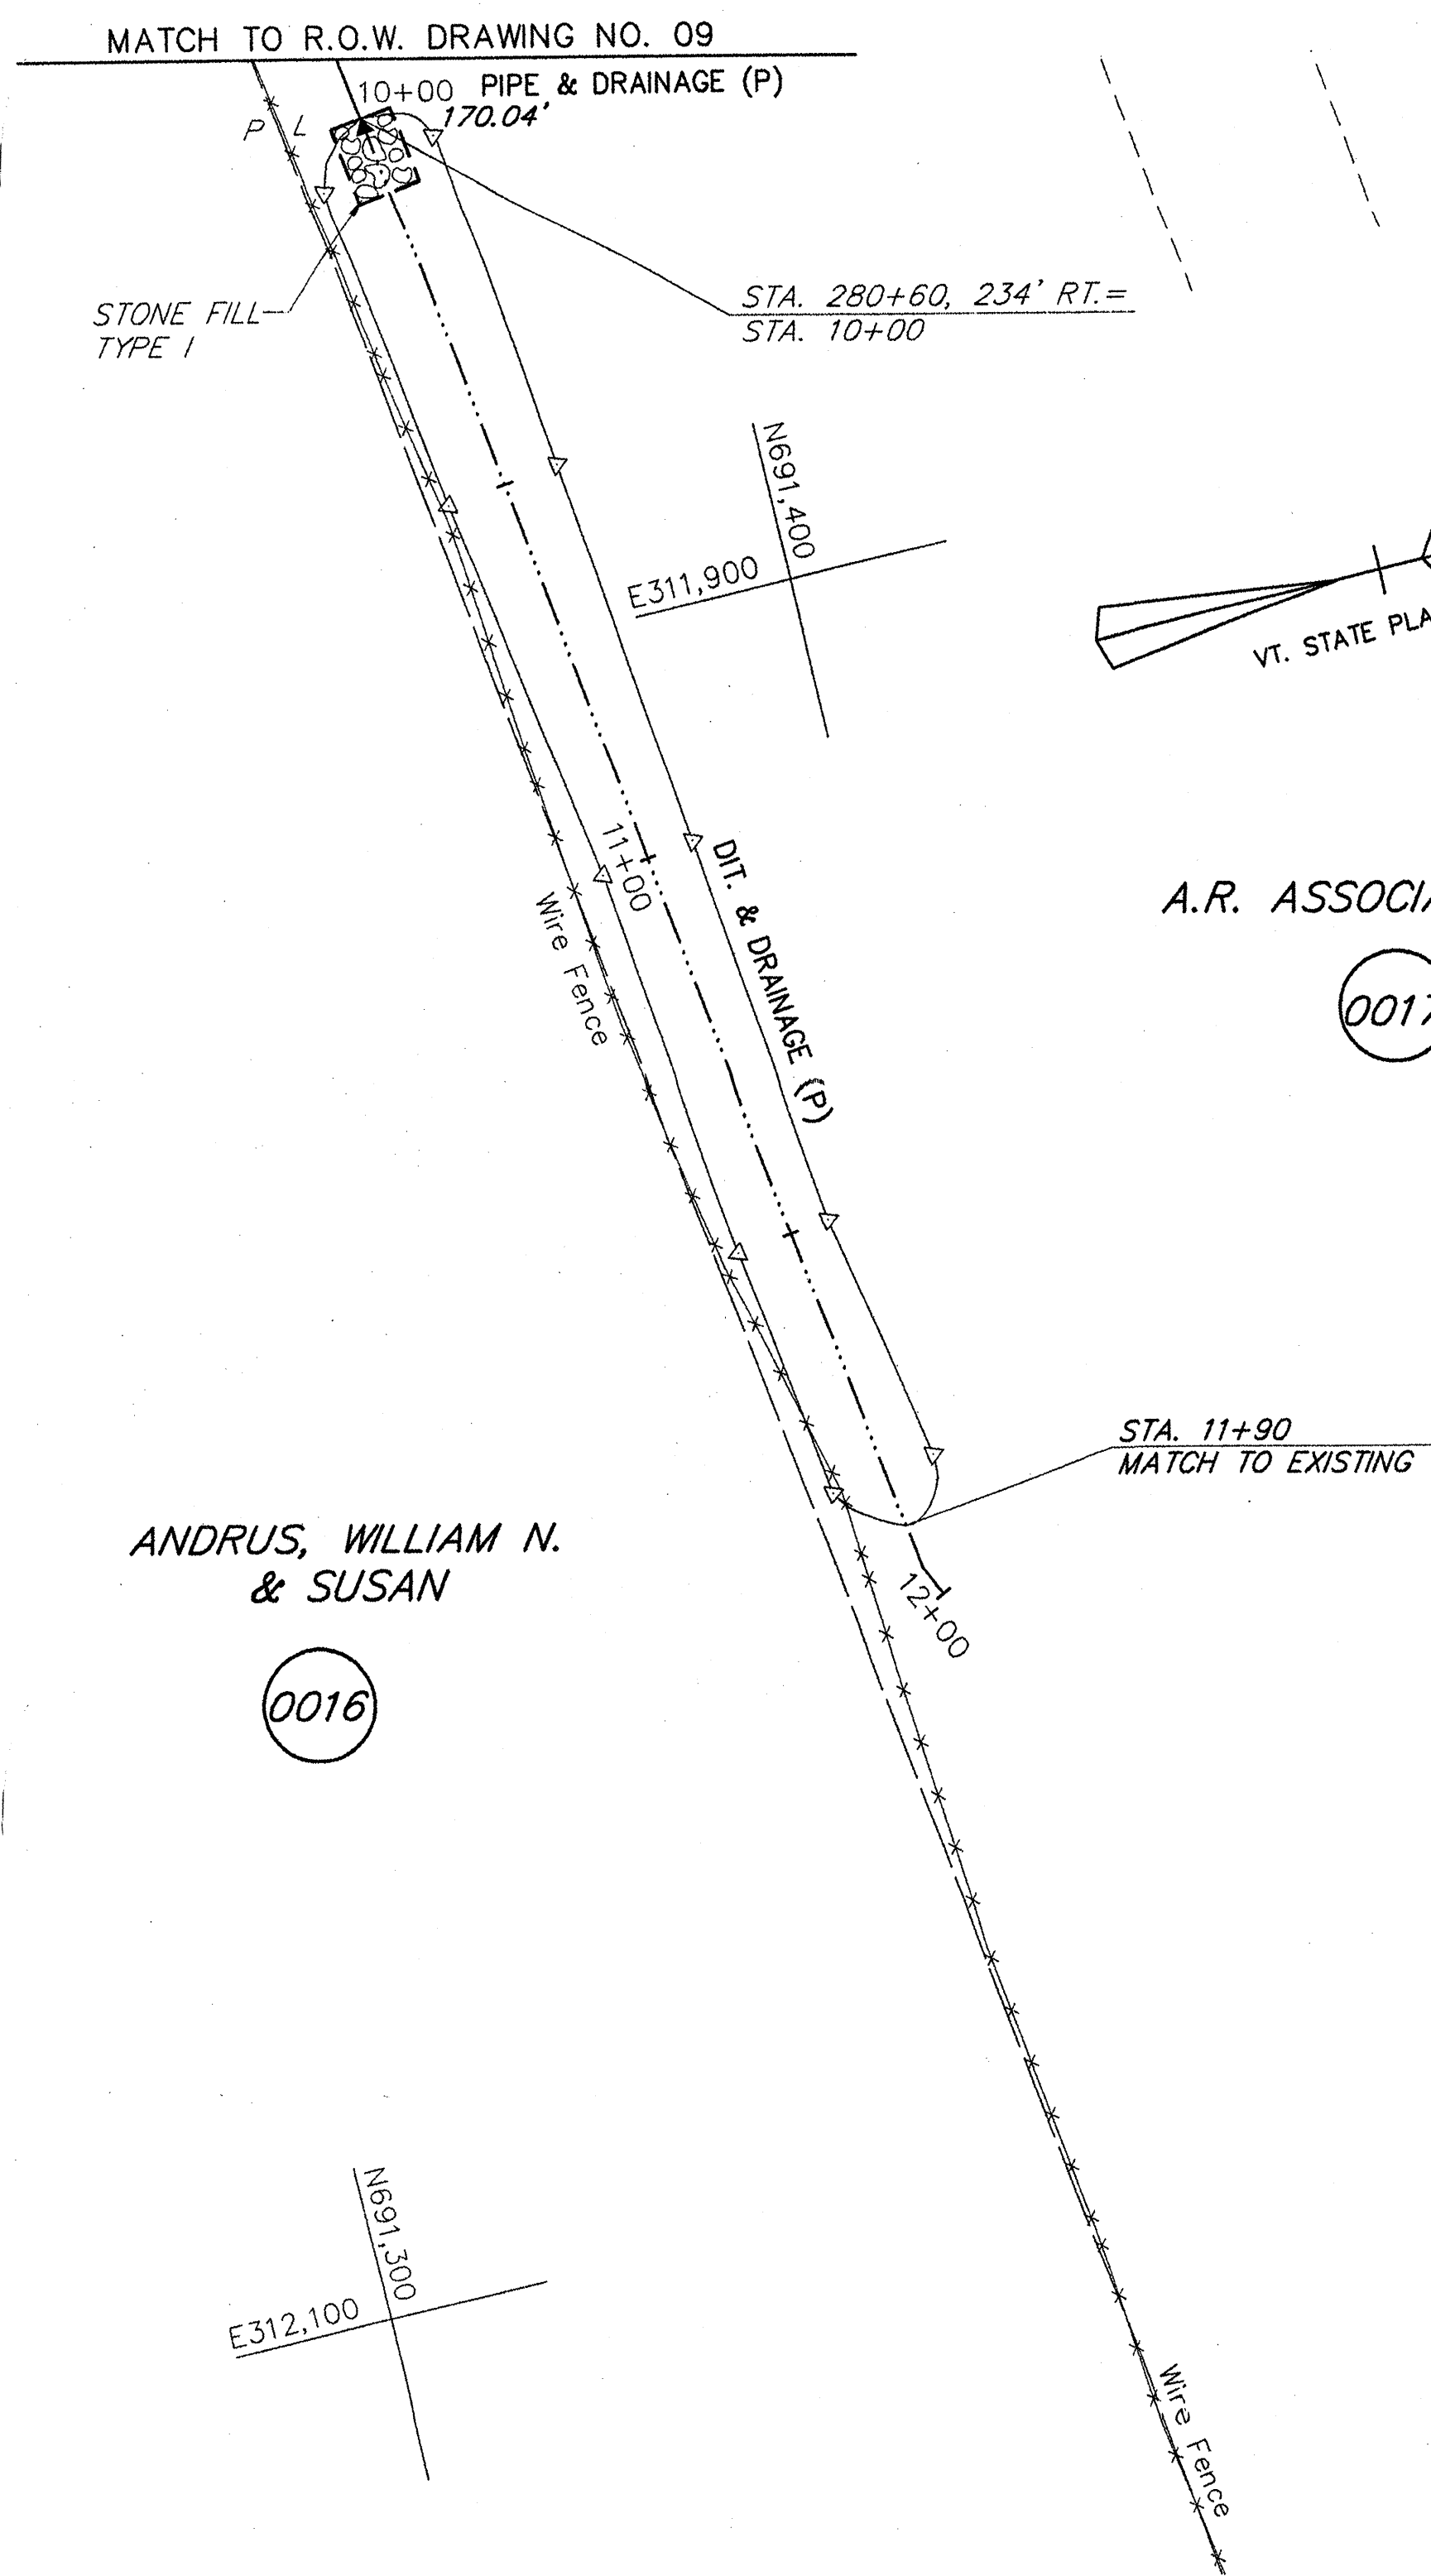 MATCH TO R.O.W. DRAWING NO. 09
10+00 PIPE & DRAINAGE (P)
170.04'
P L
STONE FILL
TYPE I
STA. 280+60, 234' RT.=
STA. 10+00
N691,400
E311,900
VT. STATE PLA
11+00
DIT. & DRAINAGE (P)
Wire Fence
A.R. ASSOCIA
0017
STA. 11+90
MATCH TO EXISTING
ANDRUS, WILLIAM N.
& SUSAN
0016
12+00
N691,300
E312,100
Wire Fence